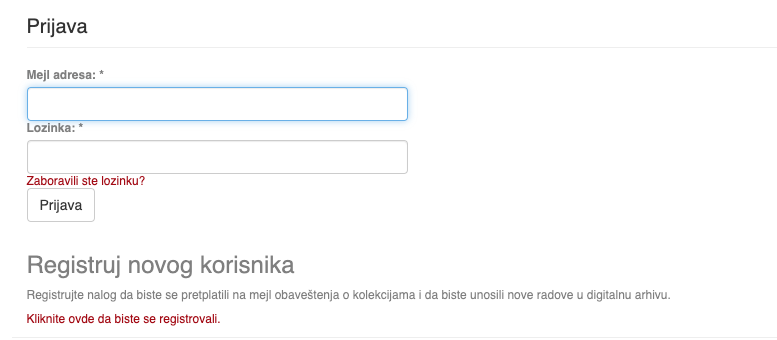 Prijava
Mejl adresa: *
Lozinka: *
Zaboravili ste lozinku?
Prijava
Registruj novog korisnika
Registrujte nalog da biste se pretplatili na mejl obaveštenja o kolekcijama i da biste unosili nove radove u digitalnu arhivu.
Kliknite ovde da biste se registrovali.